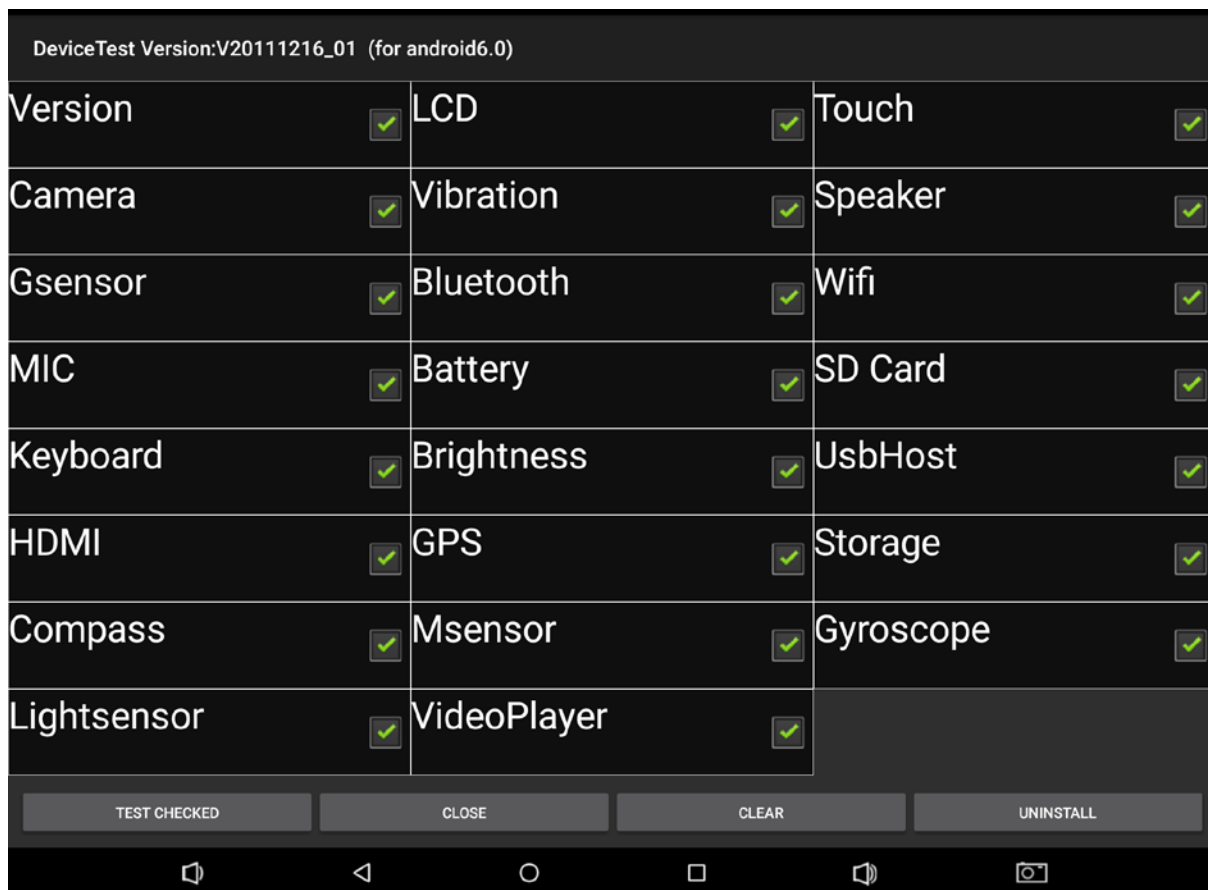 DeviceTest Version:V20111216_01 (for android6.0)
Version LCD Touch
Camera Vibration Speaker
Gsensor Bluetooth Wifi
MIC Battery SD Card
Keyboard Brightness UsbHost
HDMI GPS Storage
Compass Msensor Gyroscope
Lightsensor VideoPlayer
TEST CHECKED CLOSE CLEAR UNINSTALL